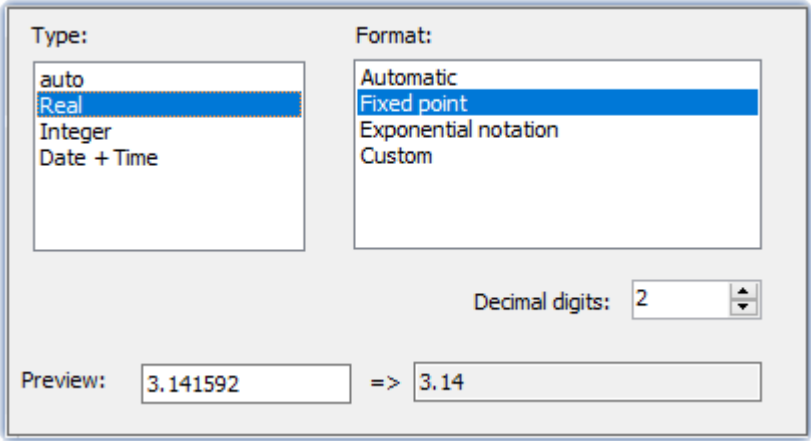 Type:
Format:
auto
Real
Integer
Date + Time
Automatic
Fixed point
Exponential notation
Custom
Decimal digits: 2
Preview: 3.141592 => 3.14